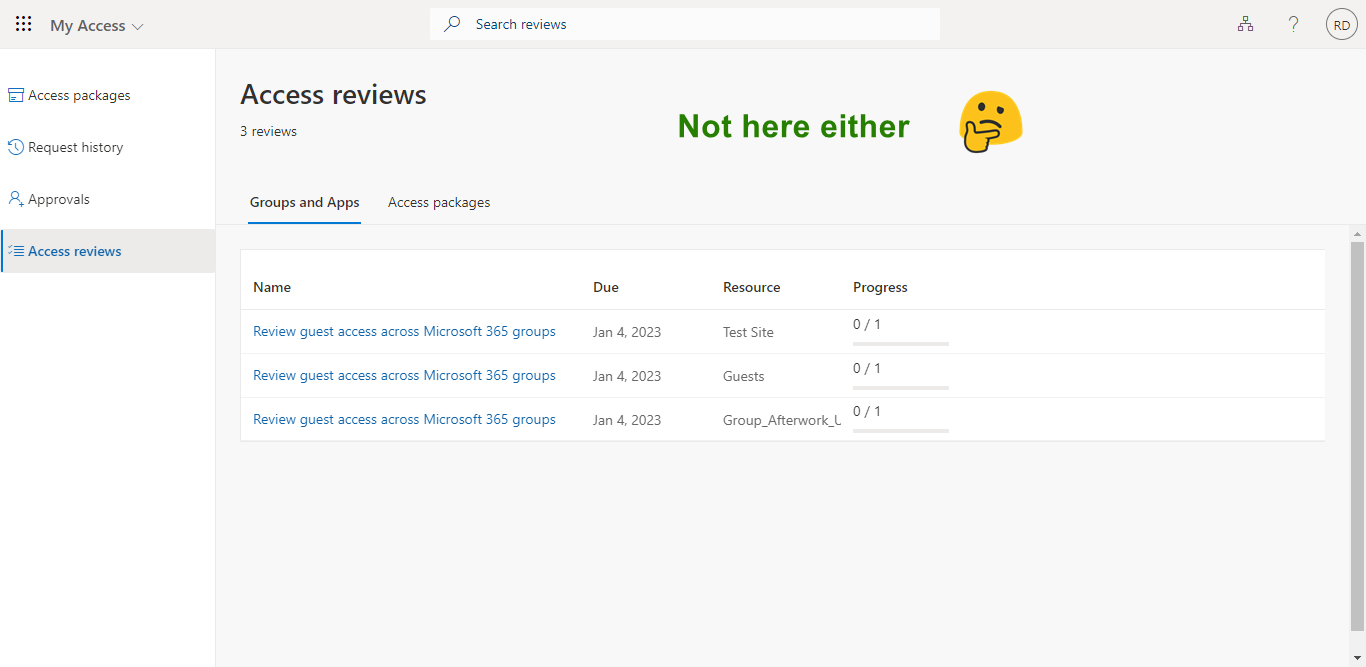 My Access
Search reviews
?
RD
Access packages
Request history
Approvals
Access reviews
Access reviews
3 reviews
Not here either
Groups and Apps Access packages
Name Due Resource Progress
Review guest access across Microsoft 365 groups Jan 4, 2023 Test Site 0 / 1
Review guest access across Microsoft 365 groups Jan 4, 2023 Guests 0 / 1
Review guest access across Microsoft 365 groups Jan 4, 2023 Group_Afterwork_U 0 / 1